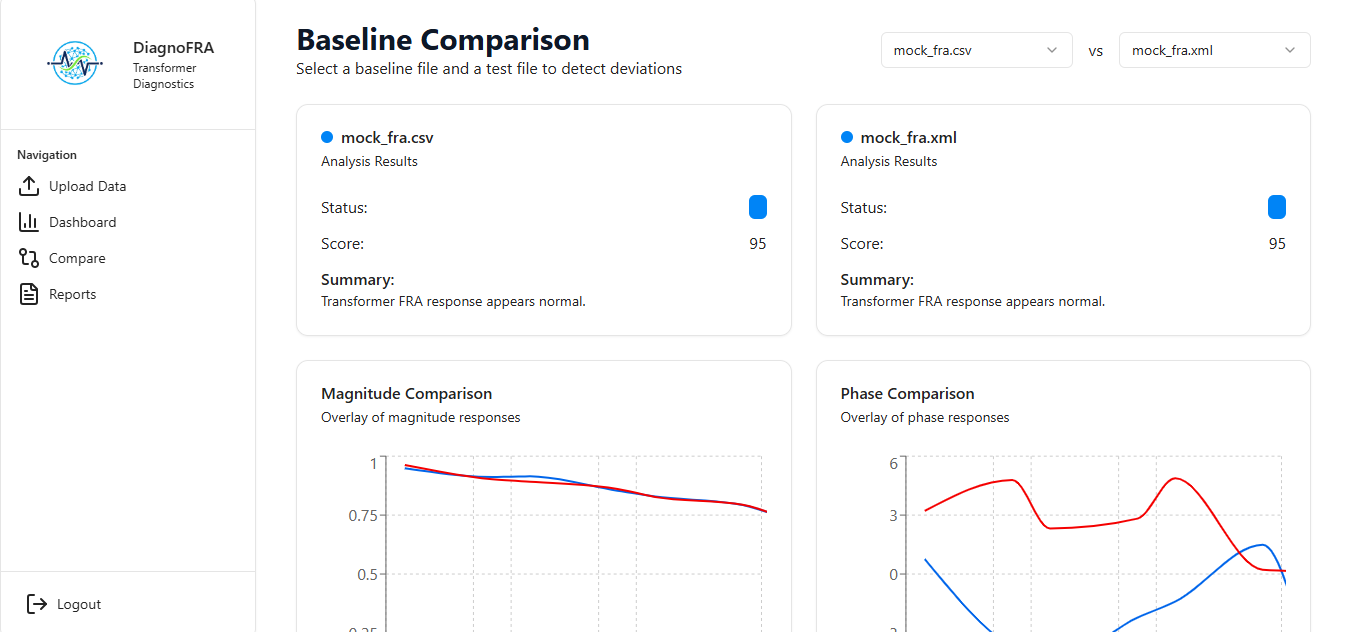 DiagnoFRA
Transformer
Diagnostics
Navigation
Upload Data
Dashboard
Compare
Reports
Logout
Baseline Comparison
Select a baseline file and a test file to detect deviations
mock_fra.csv
vs
mock_fra.xml
mock_fra.csv
Analysis Results
Status:
Score:
95
Summary:
Transformer FRA response appears normal.
mock_fra.xml
Analysis Results
Status:
Score:
95
Summary:
Transformer FRA response appears normal.
Magnitude Comparison
Overlay of magnitude responses
1
0.75
0.5
Phase Comparison
Overlay of phase responses
6
3
0